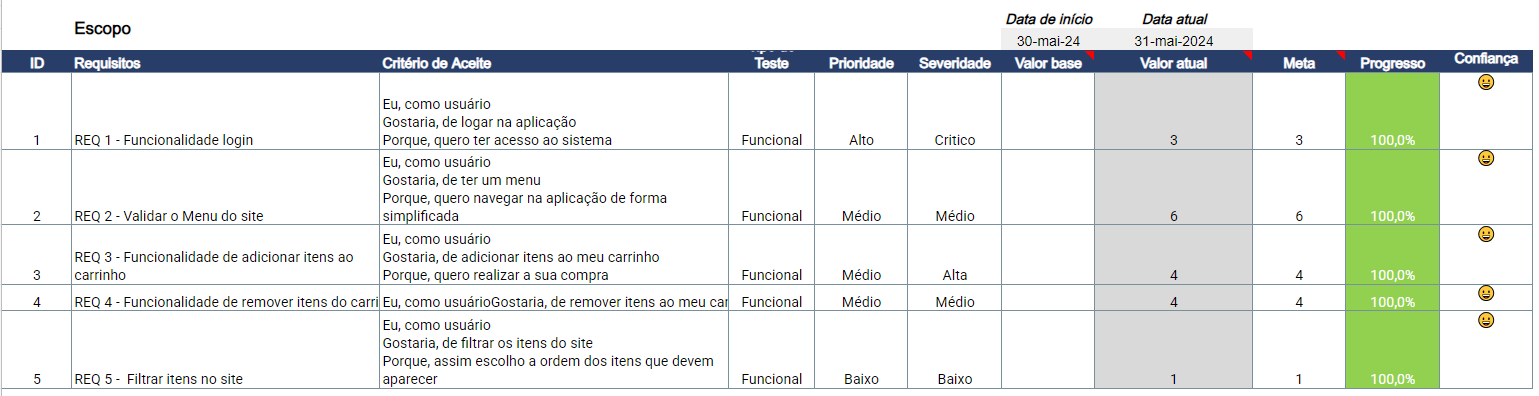 Data de início Data atual
Escopo
30-mai-24 31-mai-2024
ID Requisitos Critério de Aceite Teste Prioridade Severidade Valor base Valor atual Meta Progresso Confiança
Eu, como usuário
Gostaria, de logar na aplicação
1 REQ 1 - Funcionalidade login Porque, quero ter acesso ao sistema Funcional Alto Critico 3 3 100,0%
Eu, como usuário
Gostaria, de ter um menu
Porque, quero navegar na aplicação de forma
2 REQ 2 - Validar o Menu do site simplificada Funcional Médio Médio 6 6 100,0%
Eu, como usuário
REQ 3 - Funcionalidade de adicionar itens ao Gostaria, de adicionar itens ao meu carrinho
3 carrinho Porque, quero realizar a sua compra Funcional Médio Alta 4 4 100,0%
4 REQ 4 - Funcionalidade de remover itens do carri Eu, como usuárioGostaria, de remover itens ao meu car Funcional Médio Médio 4 4 100,0%
Eu, como usuário
Gostaria, de filtrar os itens do site
Porque, assim escolho a ordem dos itens que devem
5 REQ 5 - Filtrar itens no site aparecer Funcional Baixo Baixo 1 1 100,0%